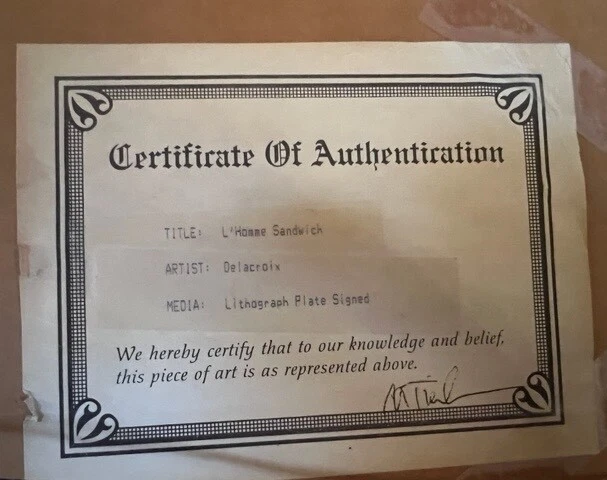 Certificate Of Authentication
TITLE: L'Homme Sandwich
ARTIST: Delacroix
MEDIA: Lithograph Plate Signed
We hereby certify that to our knowledge and belief,
this piece of art is as represented above.